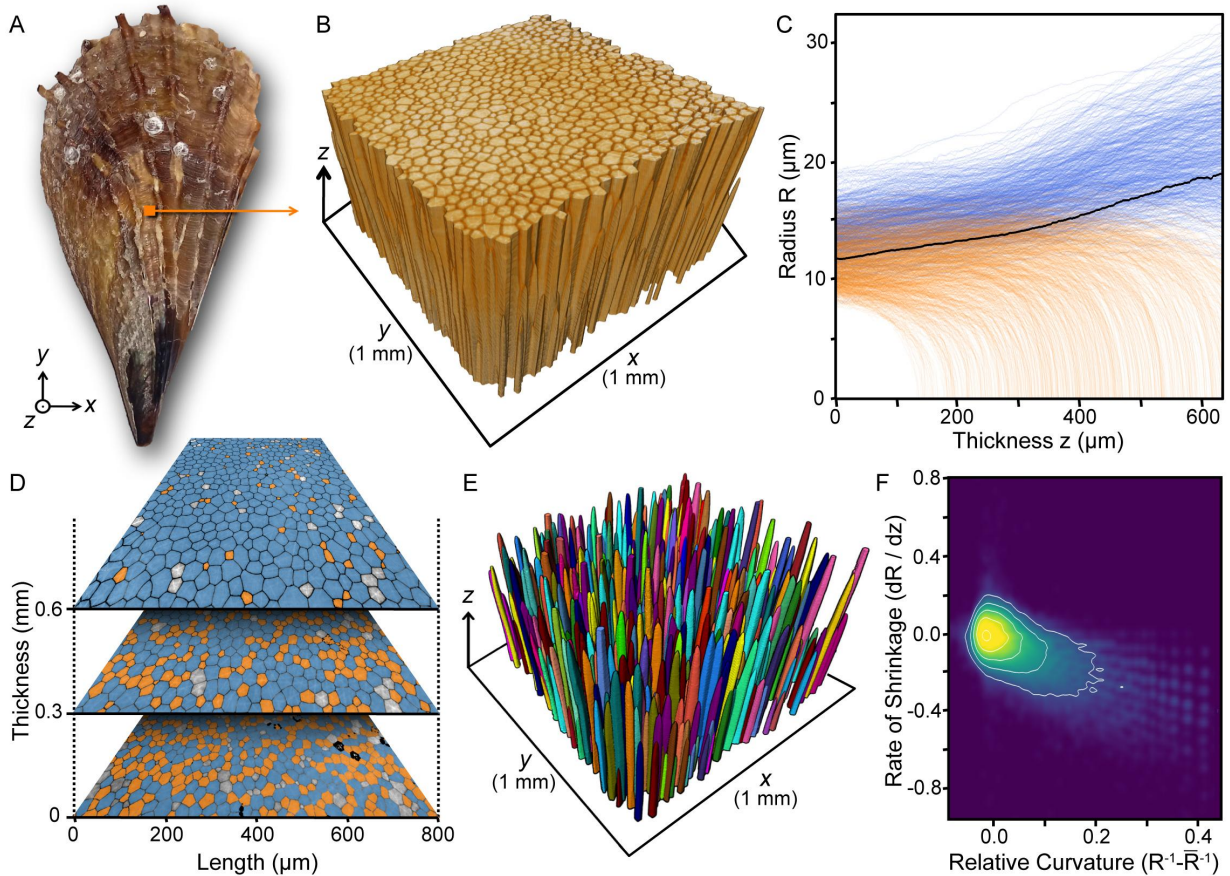 A
B
C
z
y
(1 mm)
x
(1 mm)
y
z
x
30
20
10
0
Radius R (µm)
0
200
400
600
Thickness z (µm)
D
0.6
0.3
0
Thickness (mm)
0
200
400
600
800
Length (µm)
E
z
y
(1 mm)
x
(1 mm)
F
0.8
0.4
0.0
-0.4
-0.8
Rate of Shrinkage (dR / dz)
0.0
0.2
0.4
Relative Curvature (R⁻¹-R̅⁻¹)